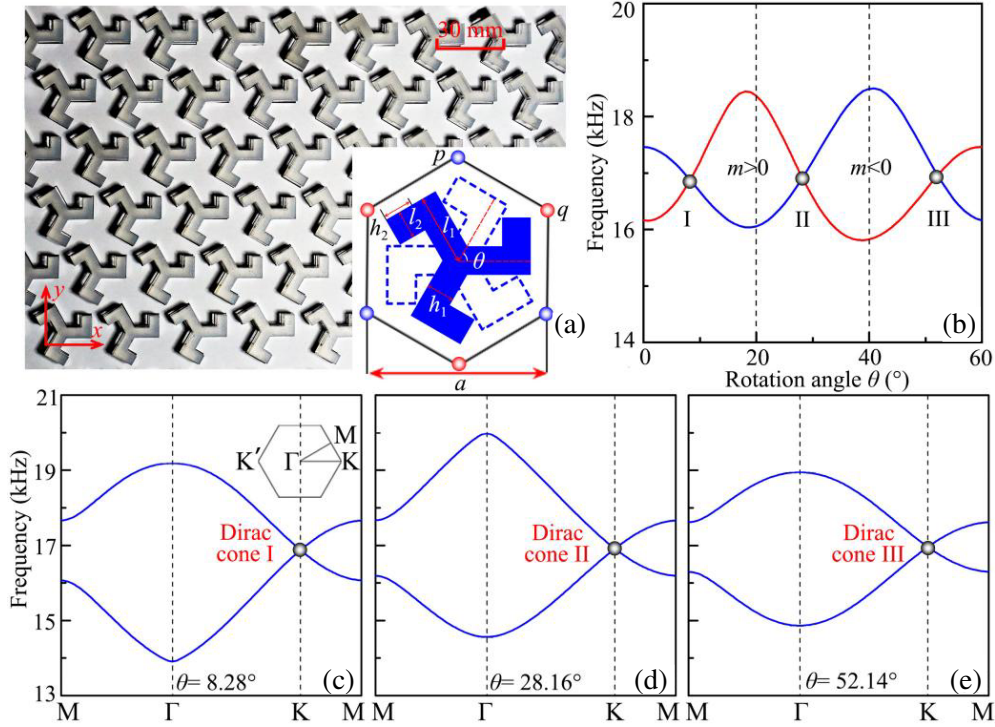 30 mm
y
x
p
q
h2
l2
l1
θ
h1
a
(a)
20
18
16
14
Frequency (kHz)
m>0
m<0
I
II
III
(b)
0
20
40
60
Rotation angle θ (°)
21
19
17
15
13
Frequency (kHz)
K′
Γ
M
K
Dirac
cone I
θ= 8.28°
(c)
M
Γ
K
M
Dirac
cone II
θ= 28.16°
(d)
Γ
K
M
Dirac
cone III
θ= 52.14°
(e)
Γ
K
M